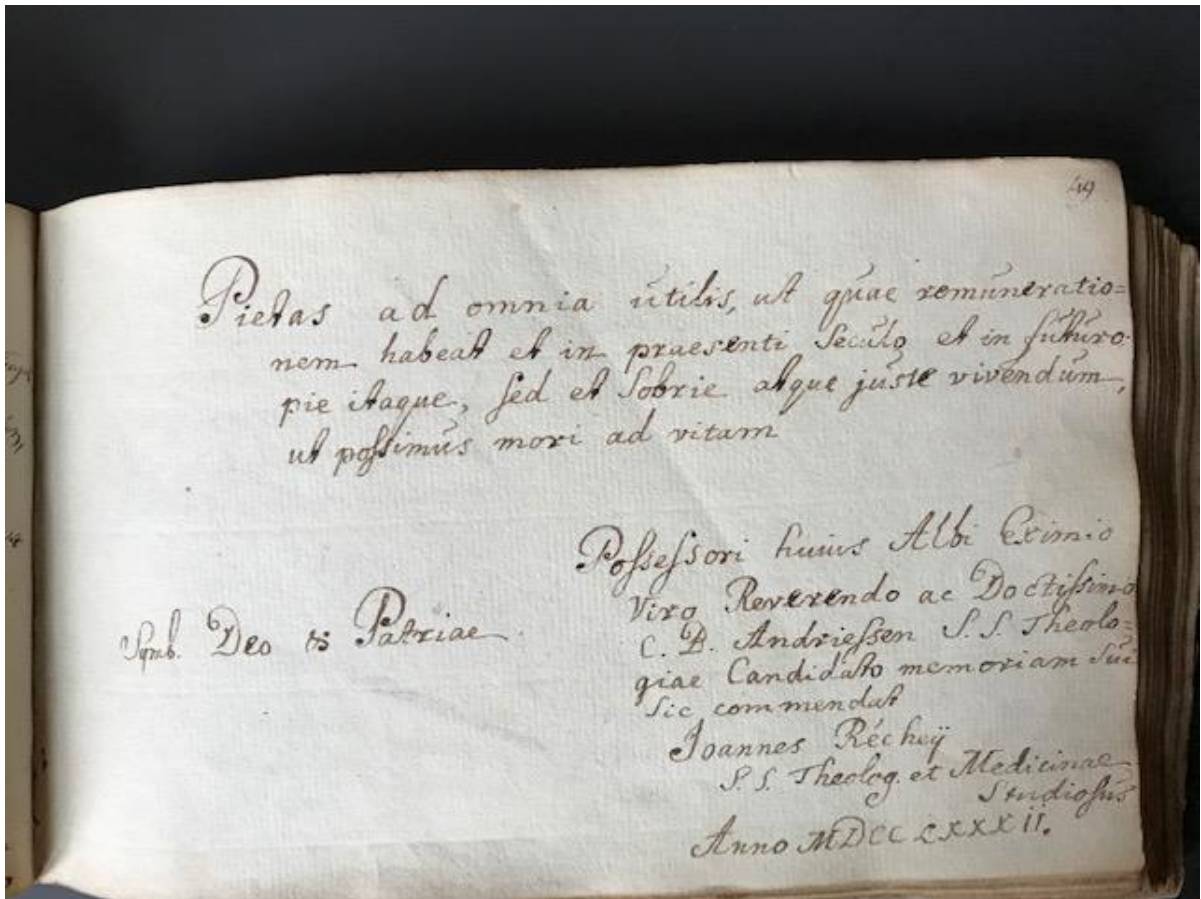 49
Pietas ad omnia utilis, ut quae remuneratio=
nem habeat et in praesenti seculo et in futuro.
pie itaque, sed et sobrie atque juste vivendum,
ut possimus mori ad vitam
Possessori huius Albi Eximio
Viro Reverendo ac Doctissimo
C. B. Andriessen S. S. Theolo=
giae Candidato memoriam sui
sic commendat
Symb. Deo & Patriae
Joannes Réchey
S. S. Theolog. et Medicinae
Studiosus
Anno MDCCLXXXII.